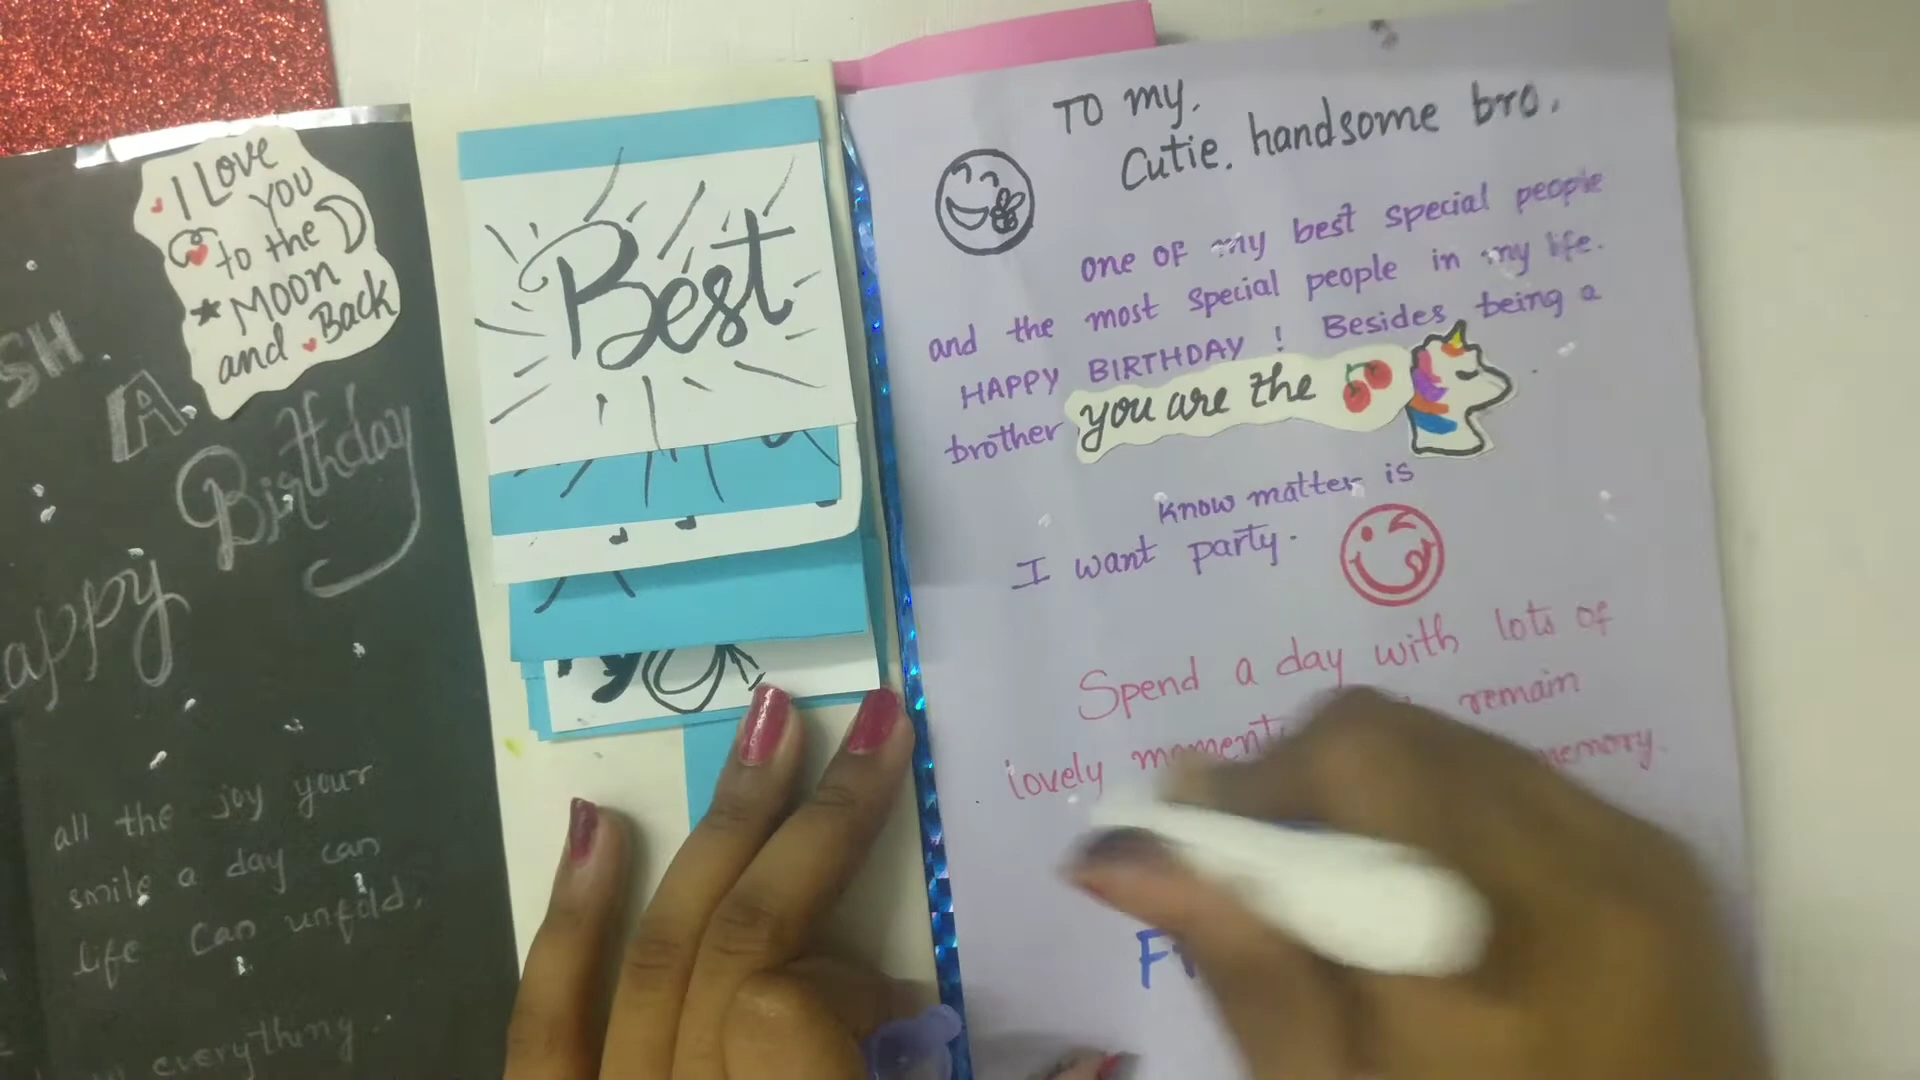 I Love
You
to the
Moon
and Back
SH
A
Birthday
appy
all the joy your
smile a day can
life can unfold.
everything..
Best
TO my,
Cutie. handsome bro.
one of my best special people
and the most special people in my life.
HAPPY BIRTHDAY ! Besides being a
brother you are the
know matter is
I want party.
Spend a day with lots of
lovely moment remain
memory.